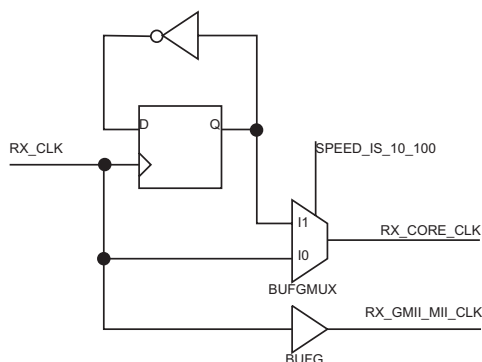 D
Q
RX_CLK
SPEED_IS_10_100
I1
RX_CORE_CLK
I0
BUFGMUX
RX_GMII_MII_CLK
BUFG